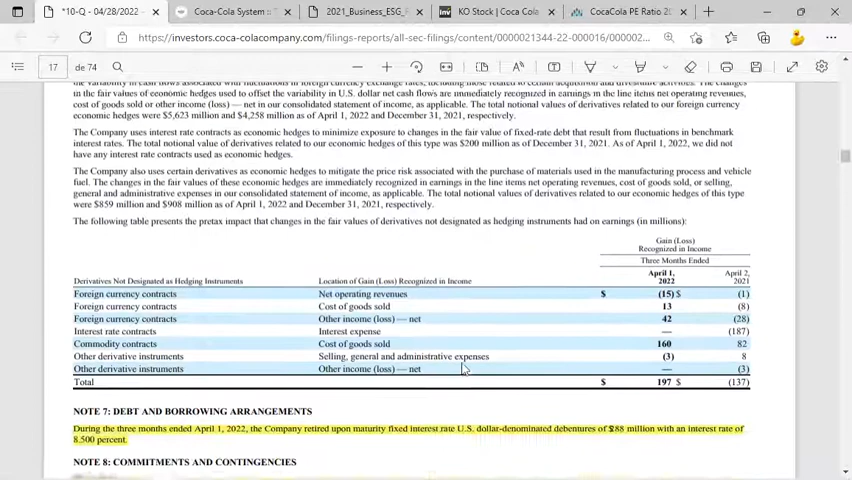 *10-Q - 04/28/2022 -
Coca-Cola System
2021_Business_ESG_
KO Stock | Coca Cola
CocaCola PE Ratio 2
https://investors.coca-colacompany.com/filings-reports/all-sec-filings/content/0000021344-22-000016/000002...
17 de 74
in the fair values of economic hedges used to offset the variability in U.S. dollar net cash flows are immediately recognized in earnings in the line items net operating revenues,
cost of goods sold or other income (loss) — net in our consolidated statement of income, as applicable. The total notional values of derivatives related to our foreign currency
economic hedges were $5,623 million and $4,258 million as of April 1, 2022 and December 31, 2021, respectively.
The Company uses interest rate contracts as economic hedges to minimize exposure to changes in the fair value of fixed-rate debt that result from fluctuations in benchmark
interest rates. The total notional value of derivatives related to our economic hedges of this type was $200 million as of December 31, 2021. As of April 1, 2022, we did not
have any interest rate contracts used as economic hedges.
The Company also uses certain derivatives as economic hedges to mitigate the price risk associated with the purchase of materials used in the manufacturing process and vehicle
fuel. The changes in the fair values of these economic hedges are immediately recognized in earnings in the line items net operating revenues, cost of goods sold, or selling,
general and administrative expenses in our consolidated statement of income, as applicable. The total notional values of derivatives related to our economic hedges of this type
were $859 million and $908 million as of April 1, 2022 and December 31, 2021, respectively.
The following table presents the pretax impact that changes in the fair values of derivatives not designated as hedging instruments had on earnings (in millions):
Gain (Loss)
Recognized in Income
Three Months Ended
Derivatives Not Designated as Hedging Instruments Location of Gain (Loss) Recognized in Income April 1, 2022 April 2, 2021
Foreign currency contracts Net operating revenues $ (15) $ (1)
Foreign currency contracts Cost of goods sold 13 (8)
Foreign currency contracts Other income (loss) — net 42 (28)
Interest rate contracts Interest expense — (187)
Commodity contracts Cost of goods sold 160 82
Other derivative instruments Selling, general and administrative expenses (3) 8
Other derivative instruments Other income (loss) — net — (3)
Total $ 197 $ (137)
NOTE 7: DEBT AND BORROWING ARRANGEMENTS
During the three months ended April 1, 2022, the Company retired upon maturity fixed interest rate U.S. dollar-denominated debentures of $288 million with an interest rate of
8.500 percent.
NOTE 8: COMMITMENTS AND CONTINGENCIES